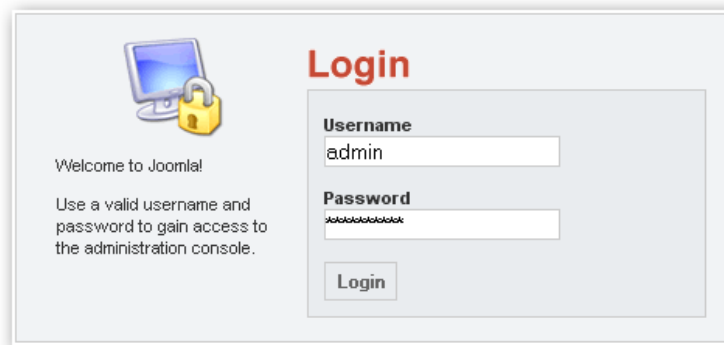 Login
Welcome to Joomla!
Use a valid username and
password to gain access to
the administration console.
Username
admin
Password
**********
Login